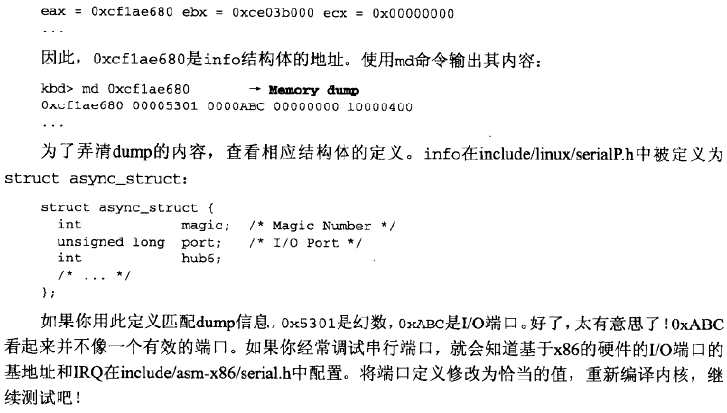 eax = 0xcf1ae680 ebx = 0xce03b000 ecx = 0x00000000
...
因此，0xcf1ae680是info结构体的地址。使用md命令输出其内容：
kbd> md 0xcf1ae680 → Memory dump
0xcf1ae680 00005301 0000ABC 00000000 10000400
...
为了弄清dump的内容，查看相应结构体的定义。info在include/linux/serialP.h中被定义为
struct async_struct:
struct async_struct {
int magic; /* Magic Number */
unsigned long port; /* I/O Port */
int hub6;
/* ... */
};
如果你用此定义匹配dump信息，0x5301是幻数，0xABC是I/O端口。好了，太有意思了！0xABC
看起来并不像一个有效的端口。如果你经常调试串行端口，就会知道基于x86的硬件的I/O端口的
基地址和IRQ在include/asm-x86/serial.h中配置。将端口定义修改为恰当的值，重新编译内核，继
续测试吧！